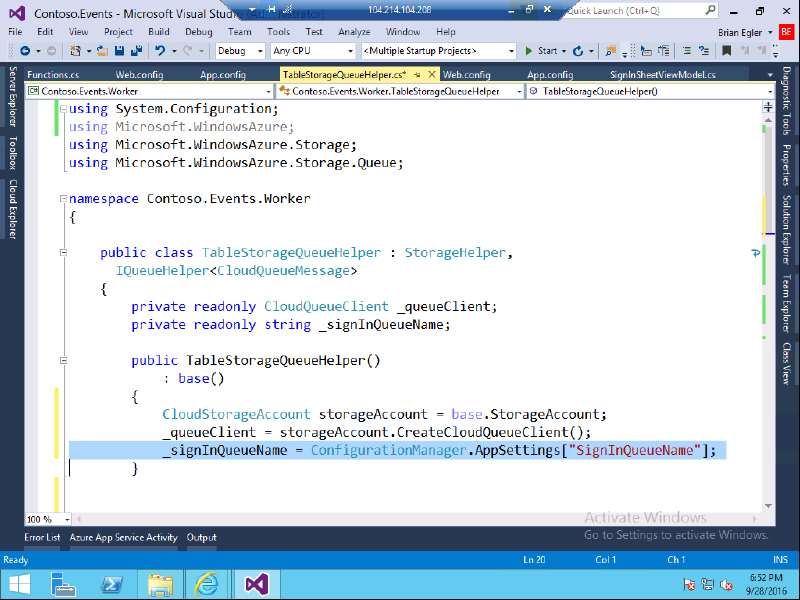 Contoso.Events - Microsoft Visual Stud
104.214.104.208
Quick Launch (Ctrl+Q)
File Edit View Project Build Debug Team Tools Test Analyze Window Help Brian Egler BE
Debug Any CPU <Multiple Startup Projects> Start
Functions.cs Web.config App.config TableStorageQueueHelper.cs* Web.config App.config SignInSheetViewModel.cs
Contoso.Events.Worker Contoso.Events.Worker.TableStorageQueueHelper TableStorageQueueHelper()
Server Explorer
Toolbox
Cloud Explorer
using System.Configuration;
using Microsoft.WindowsAzure;
using Microsoft.WindowsAzure.Storage;
using Microsoft.WindowsAzure.Storage.Queue;
namespace Contoso.Events.Worker
{
public class TableStorageQueueHelper : StorageHelper,
IQueueHelper<CloudQueueMessage>
{
private readonly CloudQueueClient _queueClient;
private readonly string _signInQueueName;
public TableStorageQueueHelper()
: base()
{
CloudStorageAccount storageAccount = base.StorageAccount;
_queueClient = storageAccount.CreateCloudQueueClient();
_signInQueueName = ConfigurationManager.AppSettings["SignInQueueName"];
}
Diagnostic Tools
Properties
Solution Explorer
Team Explorer
Class View
100 %
Activate Windows
Go to Settings to activate Windows.
Error List Azure App Service Activity Output
Ready Ln 20 Col 1 Ch 1 INS
6:52 PM
9/28/2016